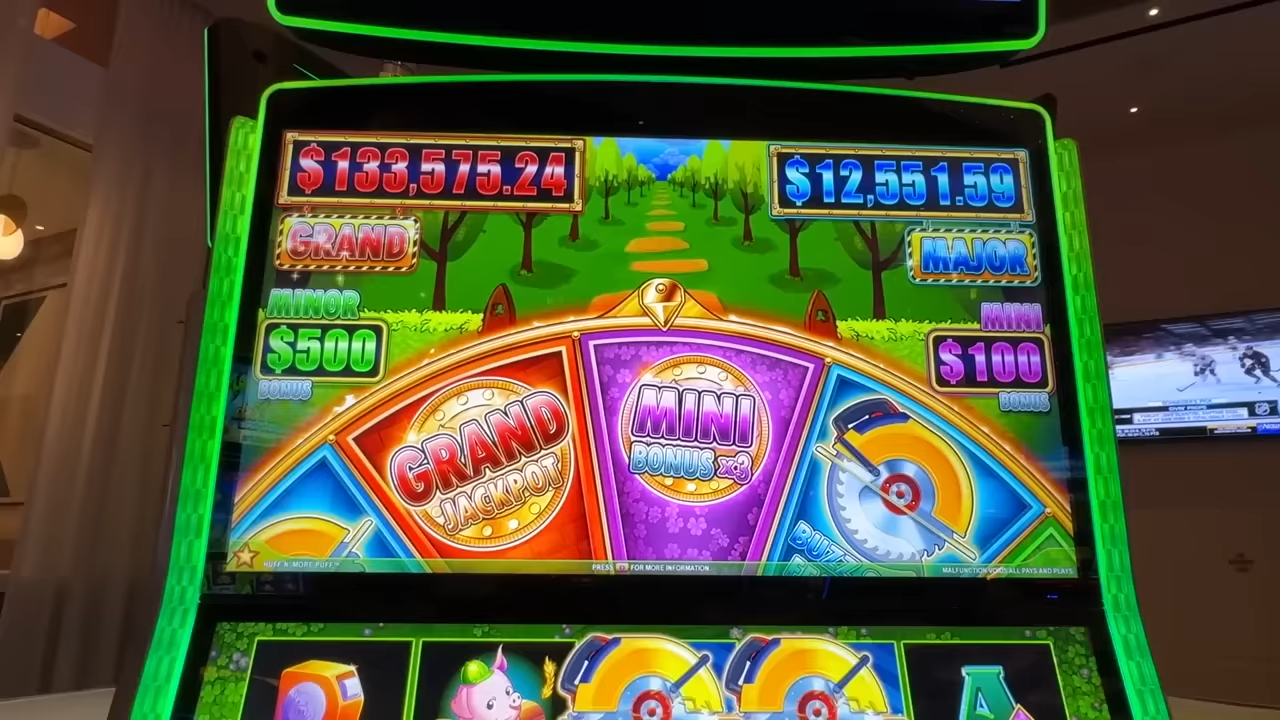 $133,575.24
$12,551.59
GRAND
MAJOR
MINOR
$500
BONUS
MINI
$100
BONUS
GRAND
JACKPOT
MINI
BONUS x3
HUFF N' MORE PUFF™
PRESS FOR MORE INFORMATION
MALFUNCTION VOIDS ALL PAYS AND PLAYS
A